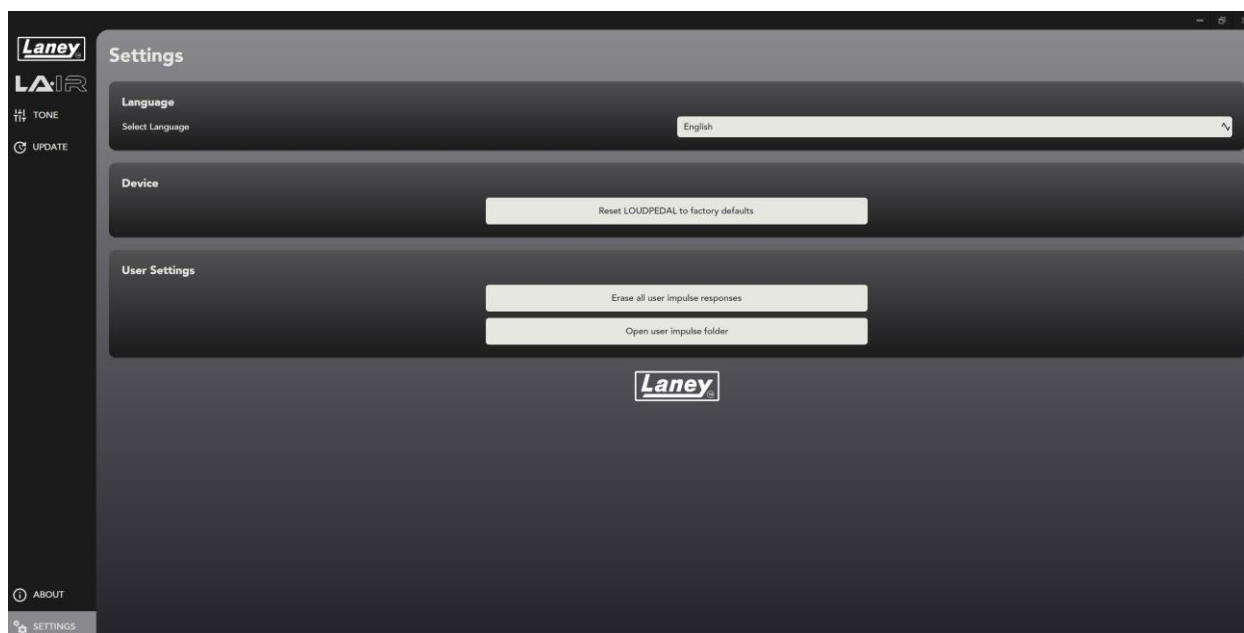 Laney
LA·IR
TONE
UPDATE
Settings
Language
Select Language
English
Device
Reset LOUDPEDAL to factory defaults
User Settings
Erase all user impulse responses
Open user impulse folder
Laney
ABOUT
SETTINGS